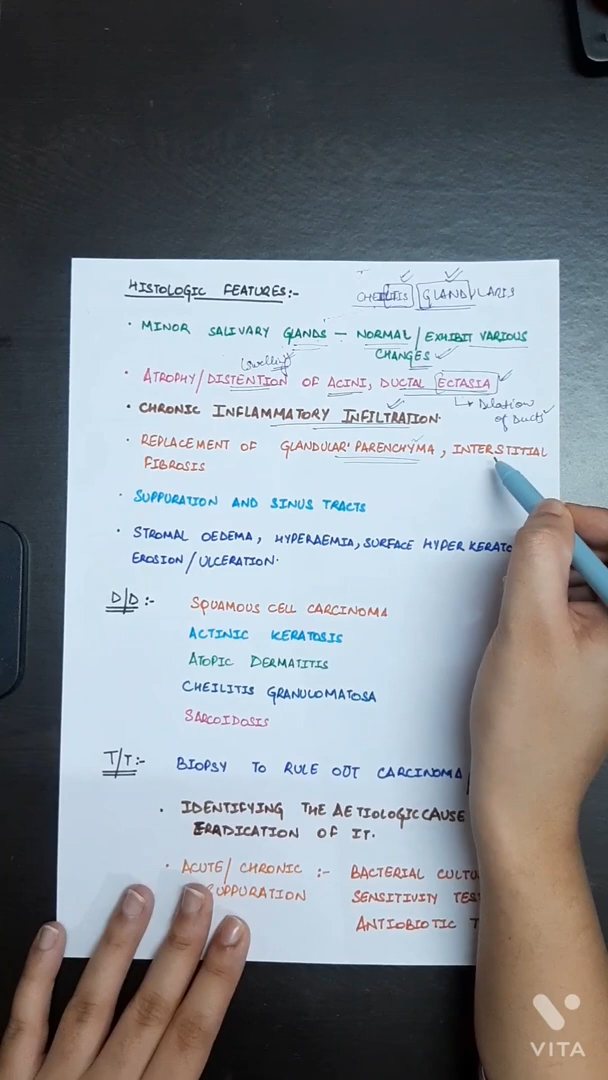 HISTOLOGIC FEATURES:-
CHEILITIS GLANDULARIS
· MINOR SALIVARY GLANDS – NORMAL / EXHIBIT VARIOUS
CHANGES
(swelling)
· ATROPHY/DISTENTION OF ACINI, DUCTAL ECTASIA
Dilation
of Ducts
· CHRONIC INFLAMMATORY INFILTRATION.
· REPLACEMENT OF GLANDULAR PARENCHYMA, INTERSTITIAL
FIBROSIS
· SUPPURATION AND SINUS TRACTS
· STROMAL OEDEMA, HYPERAEMIA, SURFACE HYPER KERATO
EROSION/ULCERATION.
D/D:-
SQUAMOUS CELL CARCINOMA
ACTINIC KERATOSIS
ATOPIC DERMATITIS
CHEILITIS GRANULOMATOSA
SARCOIDOSIS
T/T:-
BIOPSY TO RULE OUT CARCINOMA
· IDENTIFYING THE AETIOLOGIC CAUSE
ERADICATION OF IT.
· ACUTE/CHRONIC :- BACTERIAL CULTU
SUPPURATION SENSITIVITY TES
ANTIOBIOTIC T
VITA